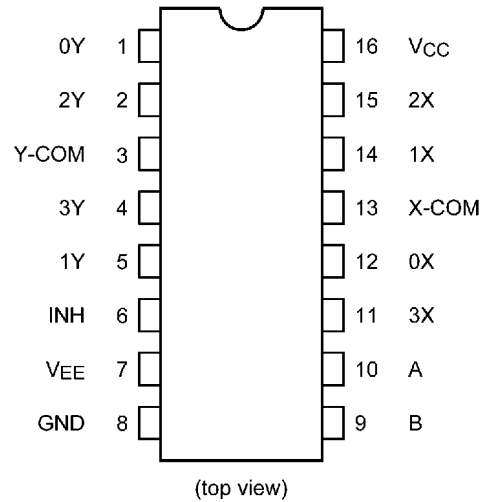 0Y 1 16 VCC
2Y 2 15 2X
Y-COM 3 14 1X
3Y 4 13 X-COM
1Y 5 12 0X
INH 6 11 3X
VEE 7 10 A
GND 8 9 B
(top view)